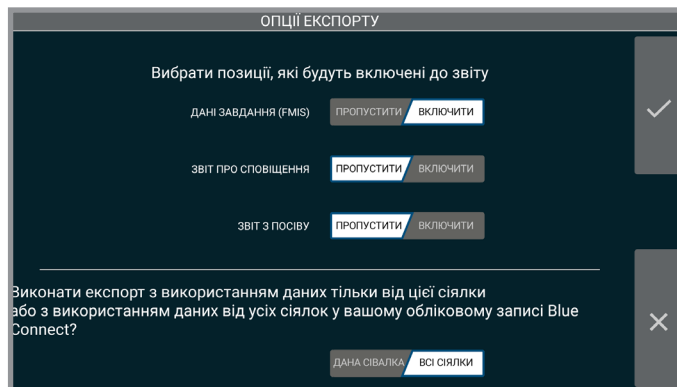 ОПЦІЇ ЕКСПОРТУ
Вибрати позиції, які будуть включені до звіту
ДАНІ ЗАВДАННЯ (FMIS) ПРОПУСТИТИ ВКЛЮЧИТИ
ЗВІТ ПРО СПОВІЩЕННЯ ПРОПУСТИТИ ВКЛЮЧИТИ
ЗВІТ З ПОСІВУ ПРОПУСТИТИ ВКЛЮЧИТИ
Виконати експорт з використанням даних тільки від цієї сіялки
або з використанням даних від усіх сіялок у вашому обліковому записі Blue
Connect?
ДАНА СІВАЛКА ВСІ СІЯЛКИ